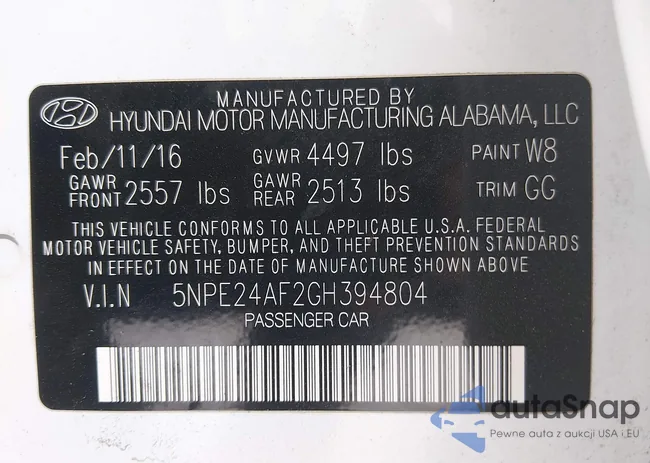 MANUFACTURED BY
HYUNDAI MOTOR MANUFACTURING ALABAMA, LLC
Feb/11/16 GVWR 4497 lbs PAINT W8
GAWR FRONT 2557 lbs GAWR REAR 2513 lbs TRIM GG
THIS VEHICLE CONFORMS TO ALL APPLICABLE U.S.A. FEDERAL
MOTOR VEHICLE SAFETY, BUMPER, AND THEFT PREVENTION STANDARDS
IN EFFECT ON THE DATE OF MANUFACTURE SHOWN ABOVE.
V.I.N 5NPE24AF2GH394804
PASSENGER CAR
autaSnap
Pewne auta z aukcji USA i EU